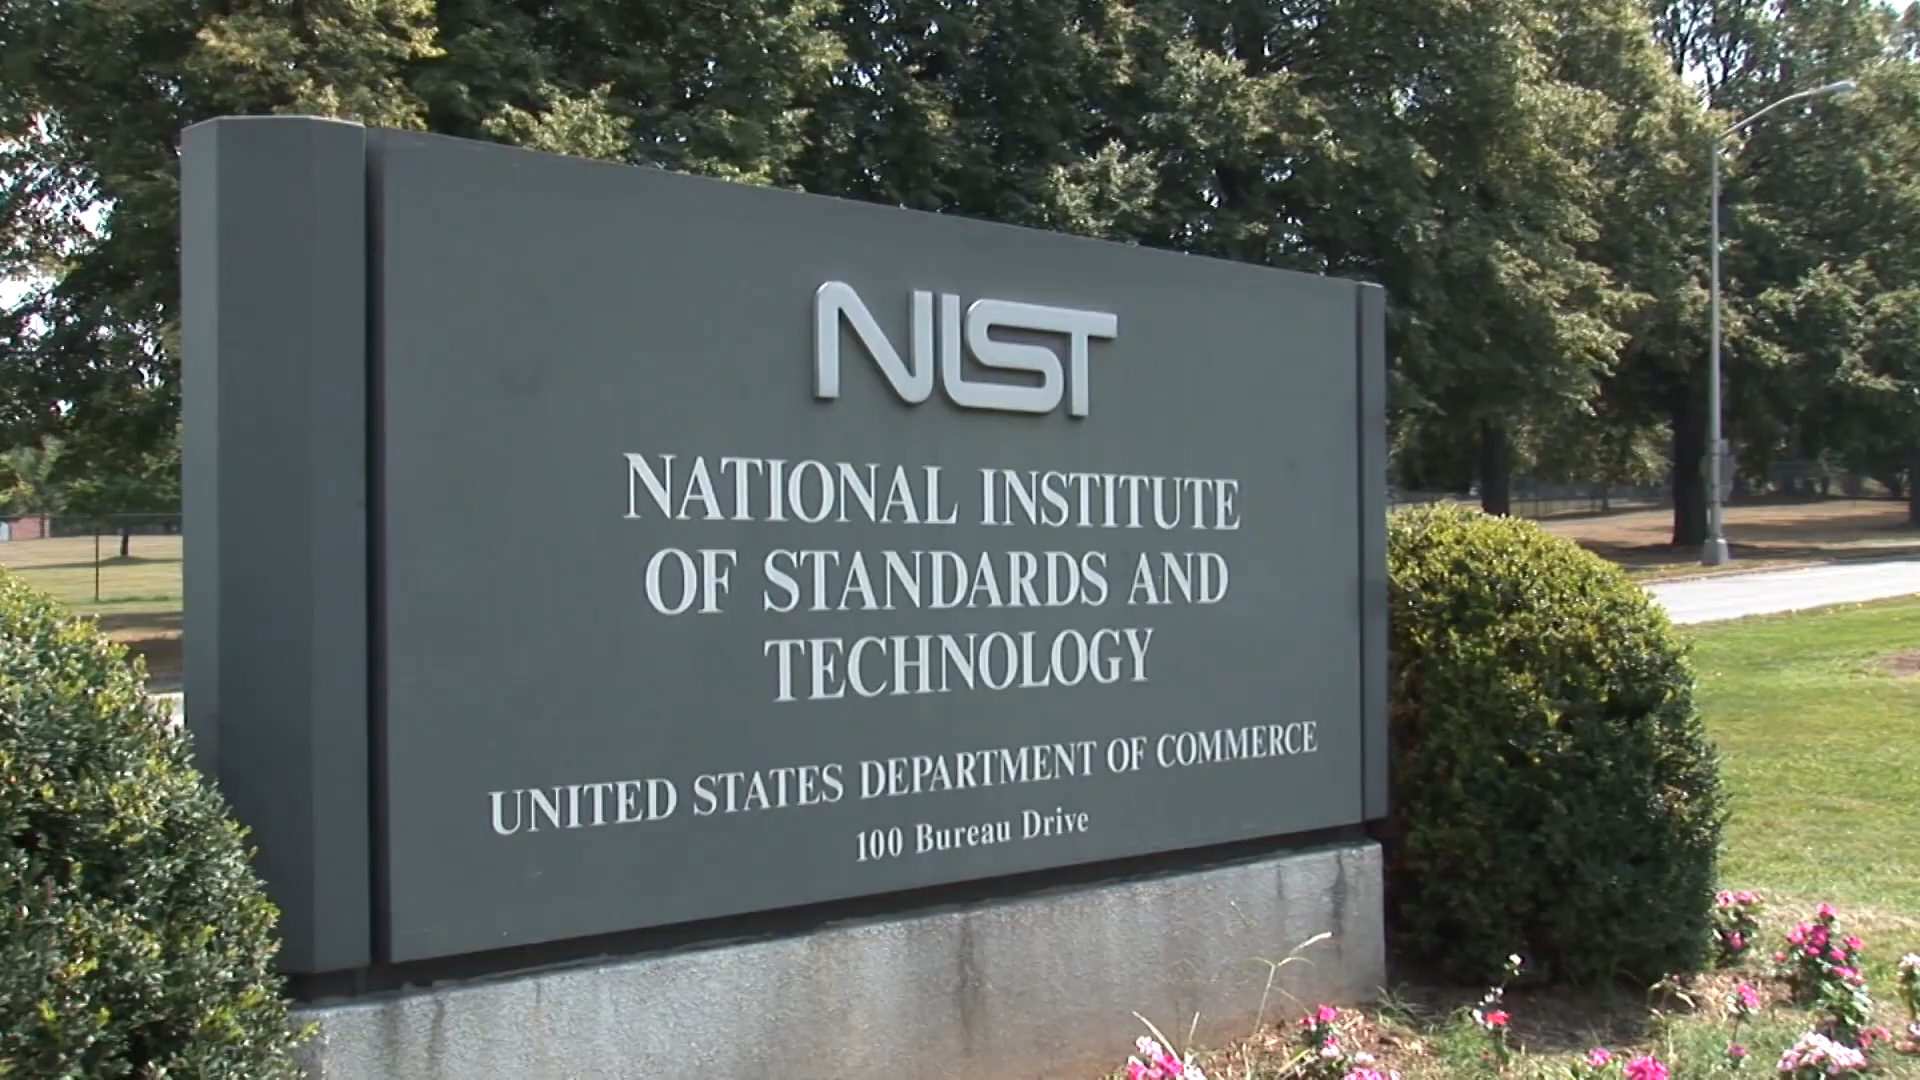 NIST
NATIONAL INSTITUTE
OF STANDARDS AND
TECHNOLOGY
UNITED STATES DEPARTMENT OF COMMERCE
100 Bureau Drive